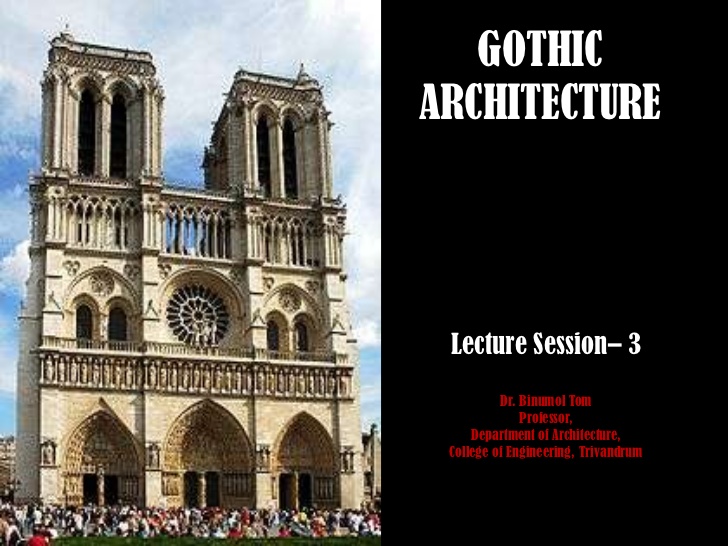 GOTHIC
ARCHITECTURE
Lecture Session– 3
Dr. Binumol Tom
Professor,
Department of Architecture,
College of Engineering, Trivandrum